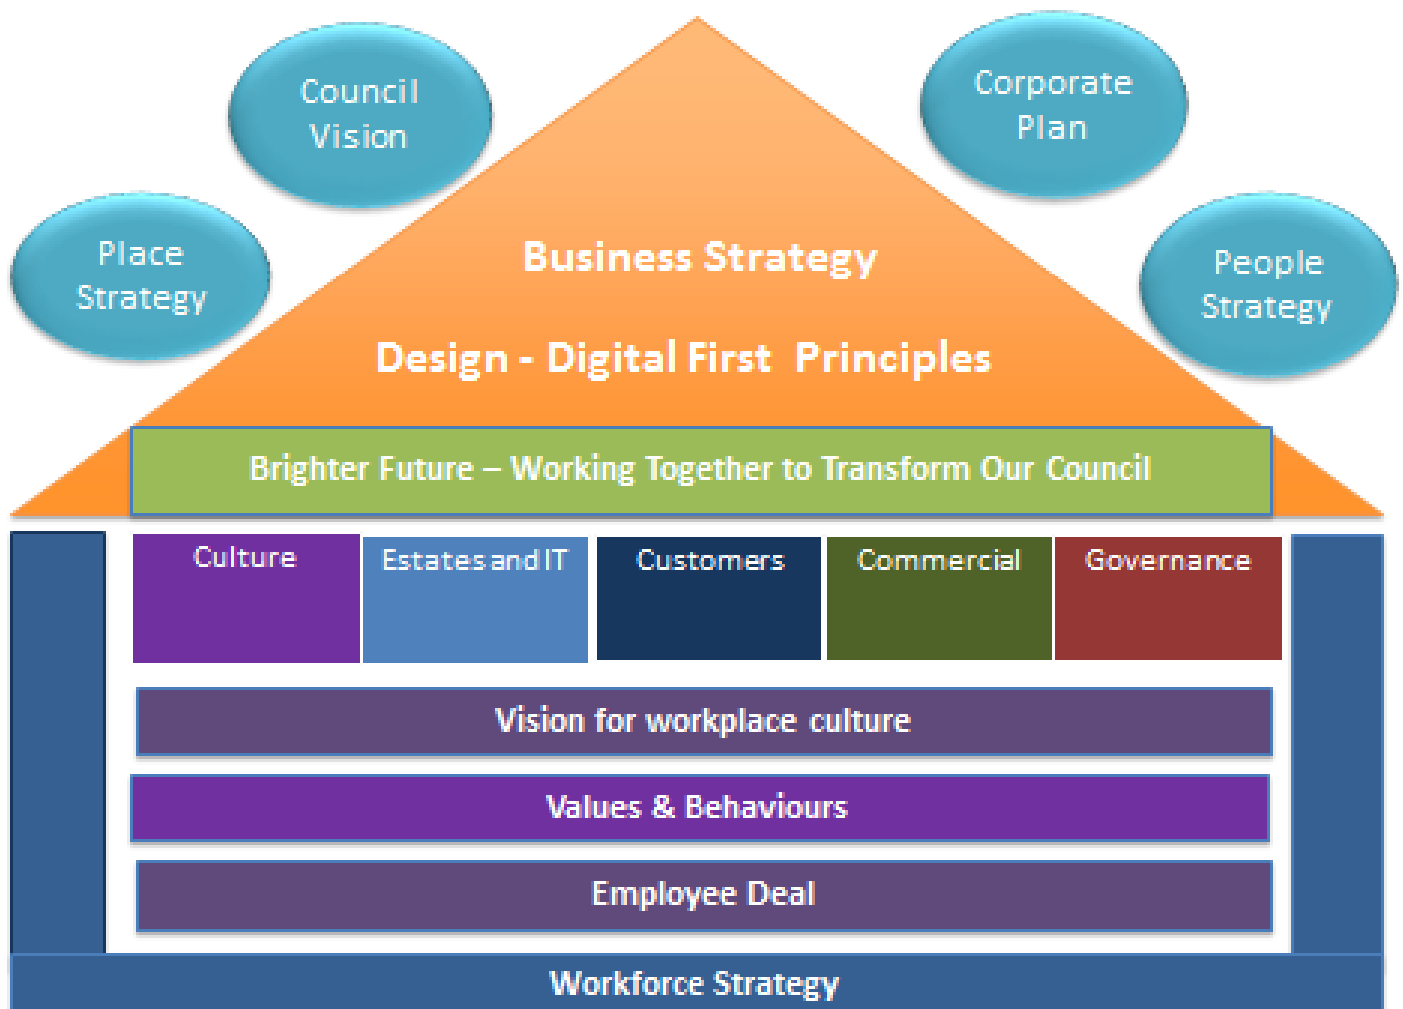 Council
Vision
Corporate
Plan
Place
Strategy
People
Strategy
Business Strategy
Design - Digital First  Principles
Brighter Future – Working Together to Transform Our Council
Culture
Estates and IT
Customers
Commercial
Governance
Vision for workplace culture
Values & Behaviours
Employee Deal
Workforce Strategy